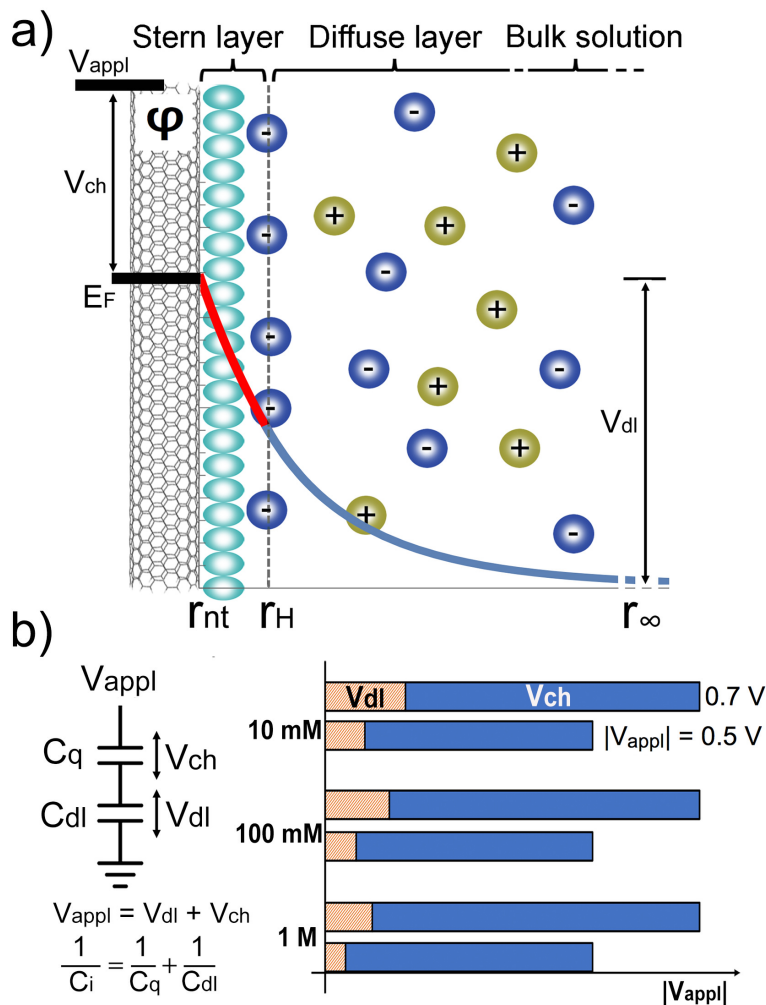 a)
Stern layer Diffuse layer Bulk solution
Vappl
φ
Vch
EF
- - - - -
- + - +
+ - -
+ - + -
Vdl
- +
+ -
rnt rH r∞
b)
Vappl
Cq Vch
Cdl Vdl
Vappl = Vdl + Vch
1/Ci = 1/Cq + 1/Cdl
Vdl Vch 0.7 V
10 mM
|Vappl| = 0.5 V
100 mM
1 M
|Vappl|